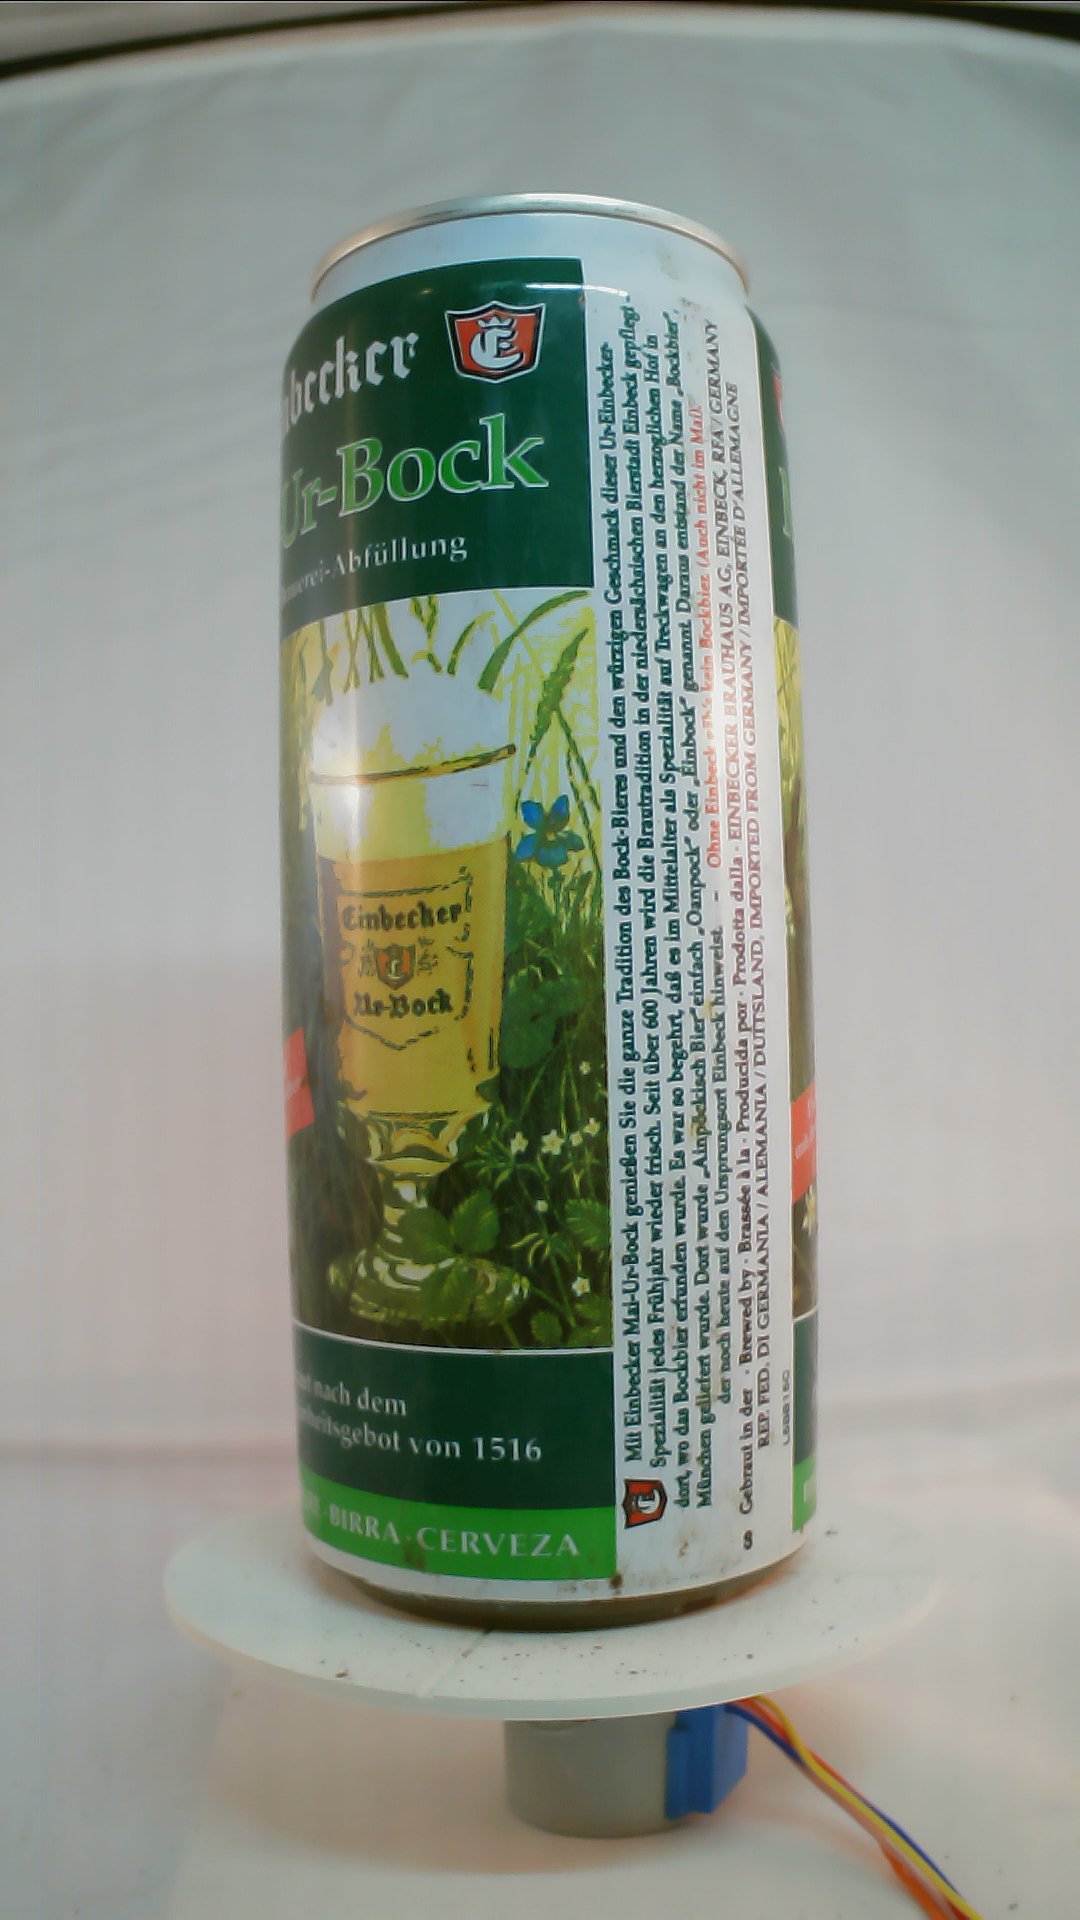 becker
Ur-Bock
Abfüllung
Einbecker
Ur-Bock
nach dem
gebot von 1516
BIRRA · CERVEZA
Mit Einbecker Mai-Ur-Bock genießen Sie die ganze Tradition des Bock-Bieres und den würzigen Geschmack dieser Ur-Einbecker-
Spezialität jedes Frühjahr wieder frisch. Seit über 600 Jahren wird die Brautradition in der niedersächsischen Bierstadt Einbeck gepflegt -
dort, wo das Bockbier erfunden wurde. Es war so begehrt, daß es im Mittelalter als Spezialität auf Treckwagen an den herzoglichen Hof in
München geliefert wurde. Dort wurde „Ainpöckisch Bier" einfach „Oanpock" oder „Einbock" genannt. Daraus entstand der Name „Bockbier",
der noch heute auf den Ursprungsort Einbeck hinweist. - Ohne Einbeck gäb's kein Bockbier. (Auch nicht im Mai).
Gebraut in der · Brewed by · Brassée à la · Producida por · Prodotta dalla · EINBECKER BRAUHAUS AG, EINBECK, RFA / GERMANY
REP. FED. DI GERMANIA / ALEMANIA / DUITSLAND, IMPORTED FROM GERMANY / IMPORTÉE D'ALLEMAGNE
8